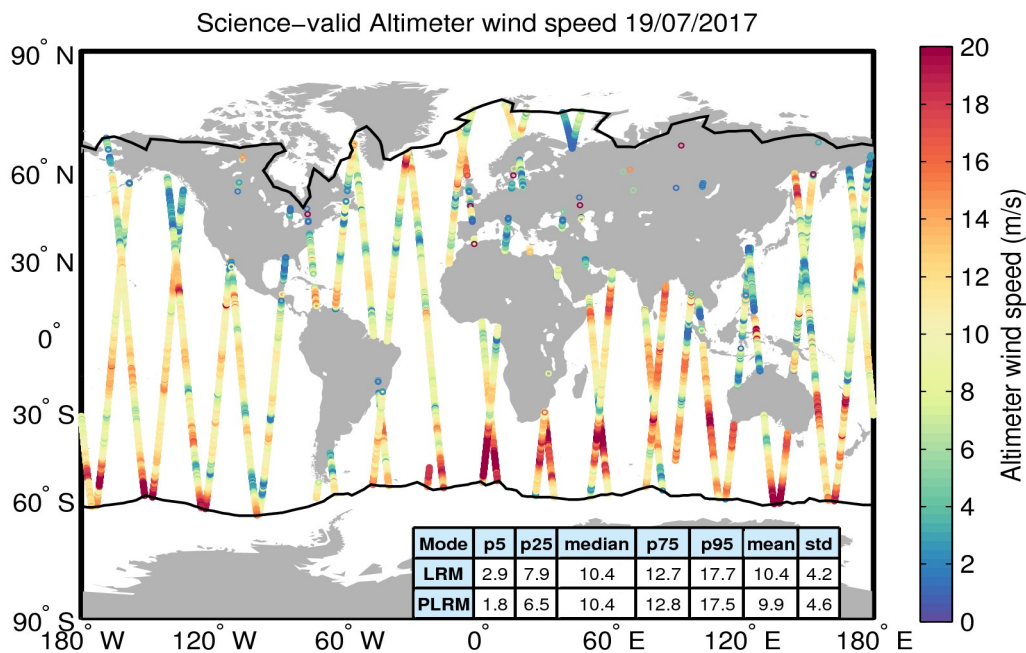 Science−valid Altimeter wind speed 19/07/2017
90° N
60° N
30° N
0°
30° S
60° S
90° S
180° W
120° W
60° W
0°
60° E
120° E
180° E
Mode p5 p25 median p75 p95 mean std
LRM 2.9 7.9 10.4 12.7 17.7 10.4 4.2
PLRM 1.8 6.5 10.4 12.8 17.5 9.9 4.6
20
18
16
14
12
10
8
6
4
2
0
Altimeter wind speed (m/s)